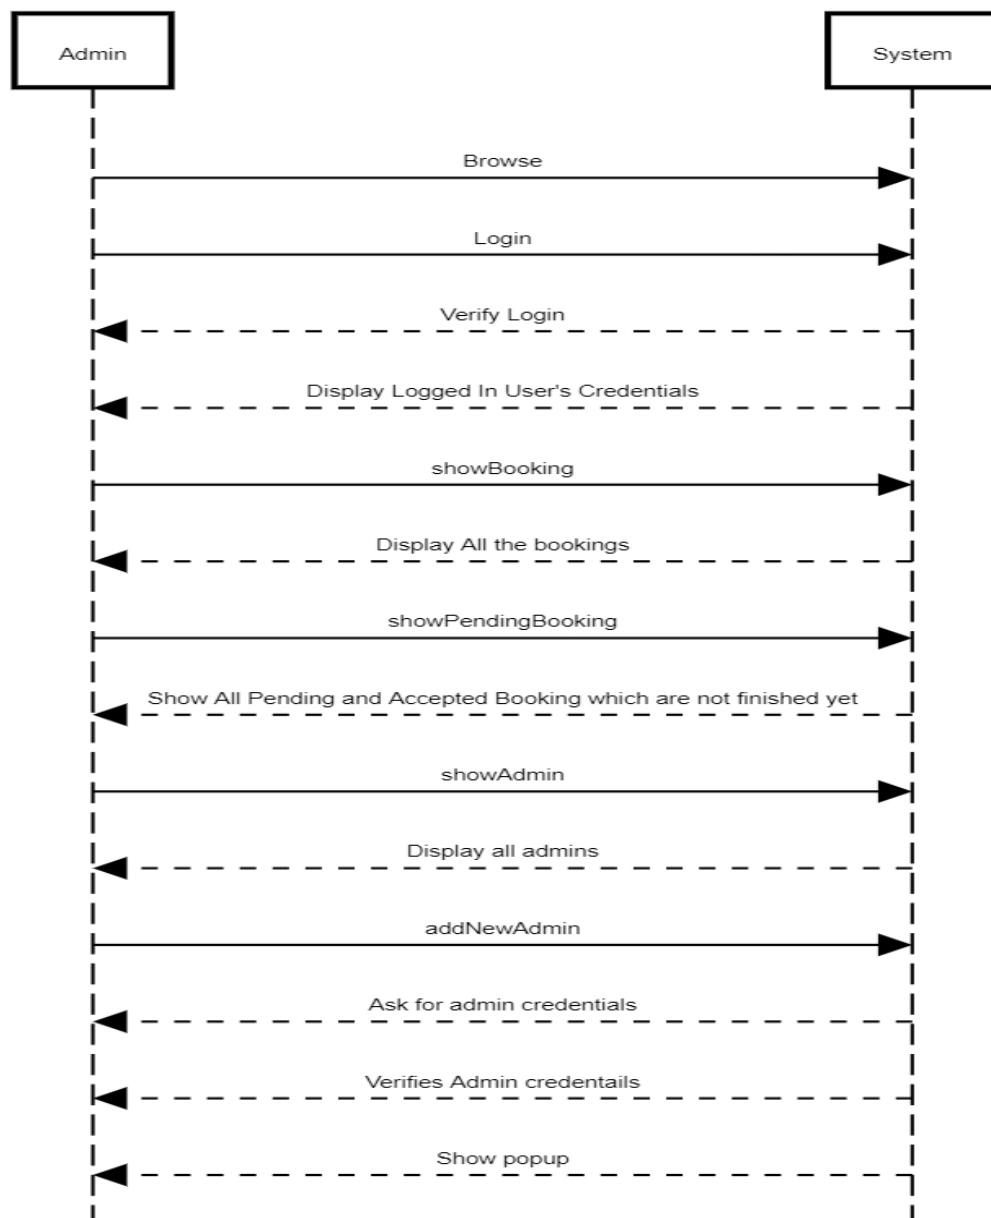 Admin
System
Browse
Login
Verify Login
Display Logged In User's Credentials
showBooking
Display All the bookings
showPendingBooking
Show All Pending and Accepted Booking which are not finished yet
showAdmin
Display all admins
addNewAdmin
Ask for admin credentials
Verifies Admin credentails
Show popup